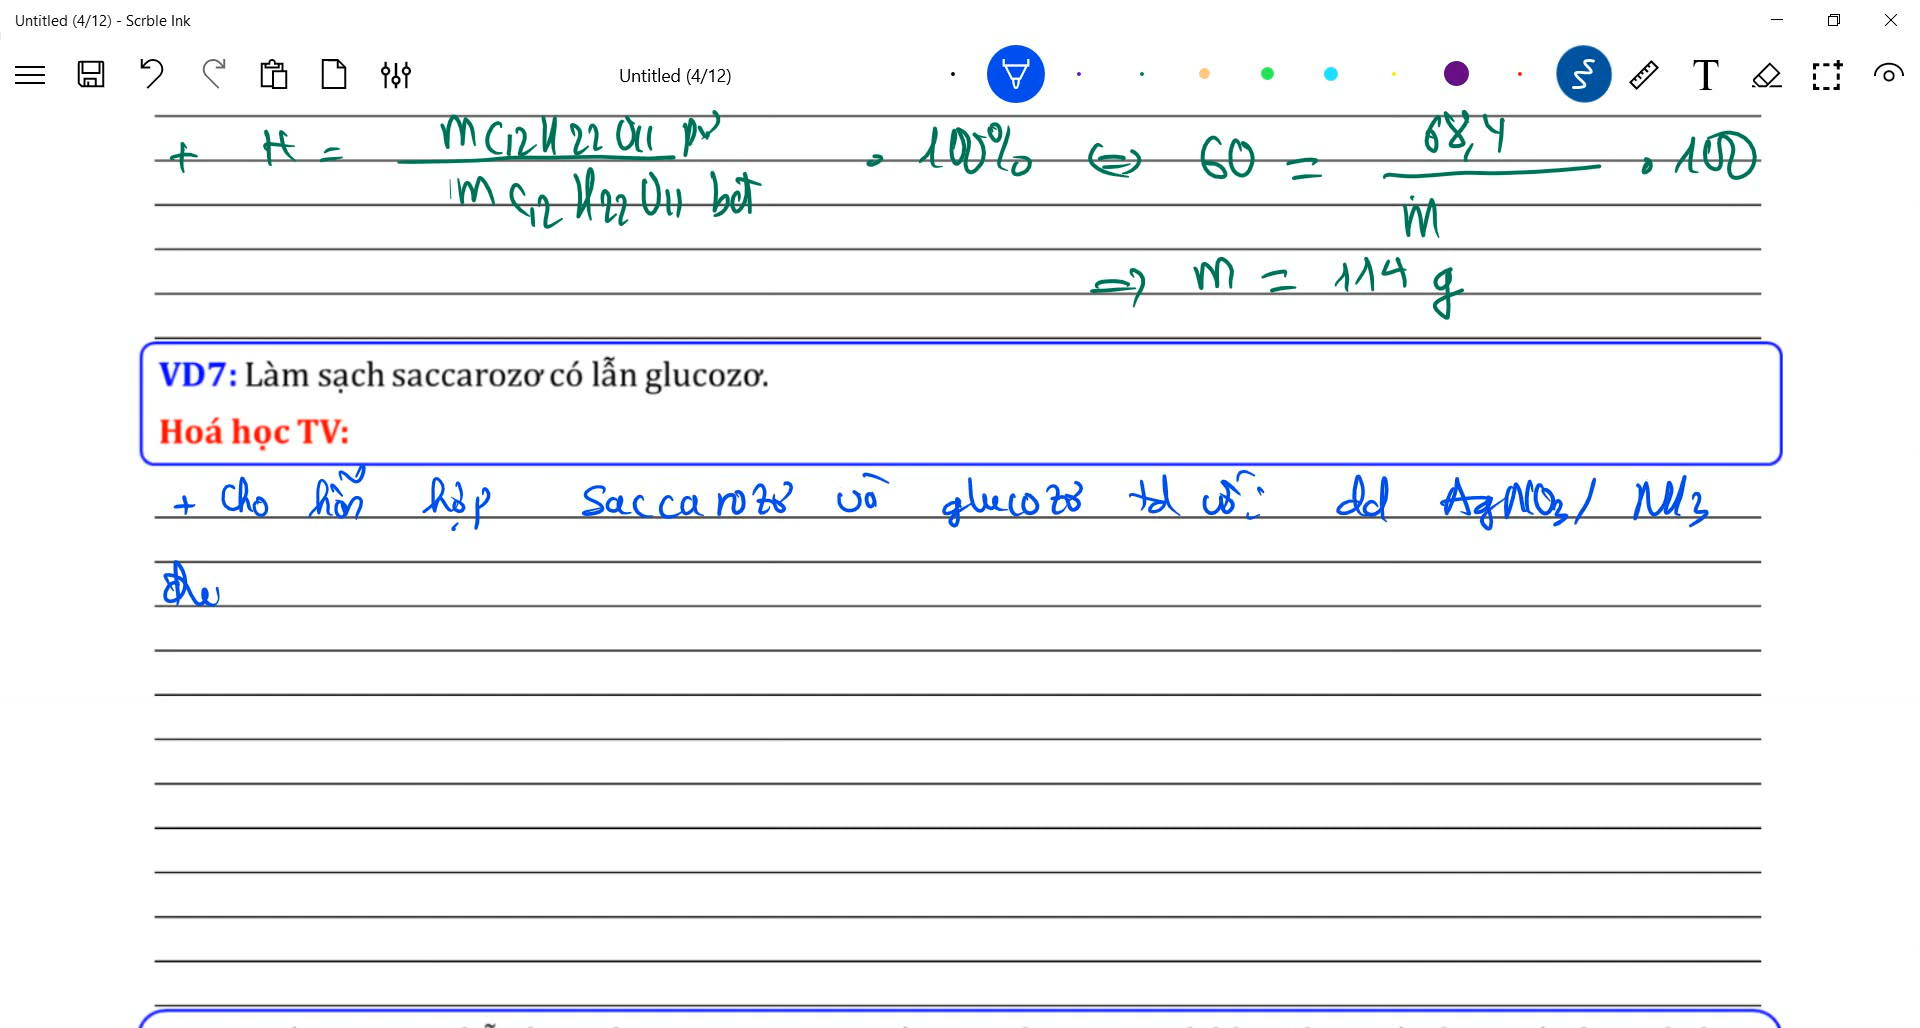 Untitled (4/12) - Scrble Ink
Untitled (4/12)
T
+ H = mC12H22O11 pư / mC12H22O11 bđ . 100% ⇔ 60 = 68,4 / m . 100
⇒ m = 114 g
VD7: Làm sạch saccarozơ có lẫn glucozơ.
Hoá học TV:
+ Cho hỗn hợp saccarozơ và glucozơ td với dd AgNO3/ NH3